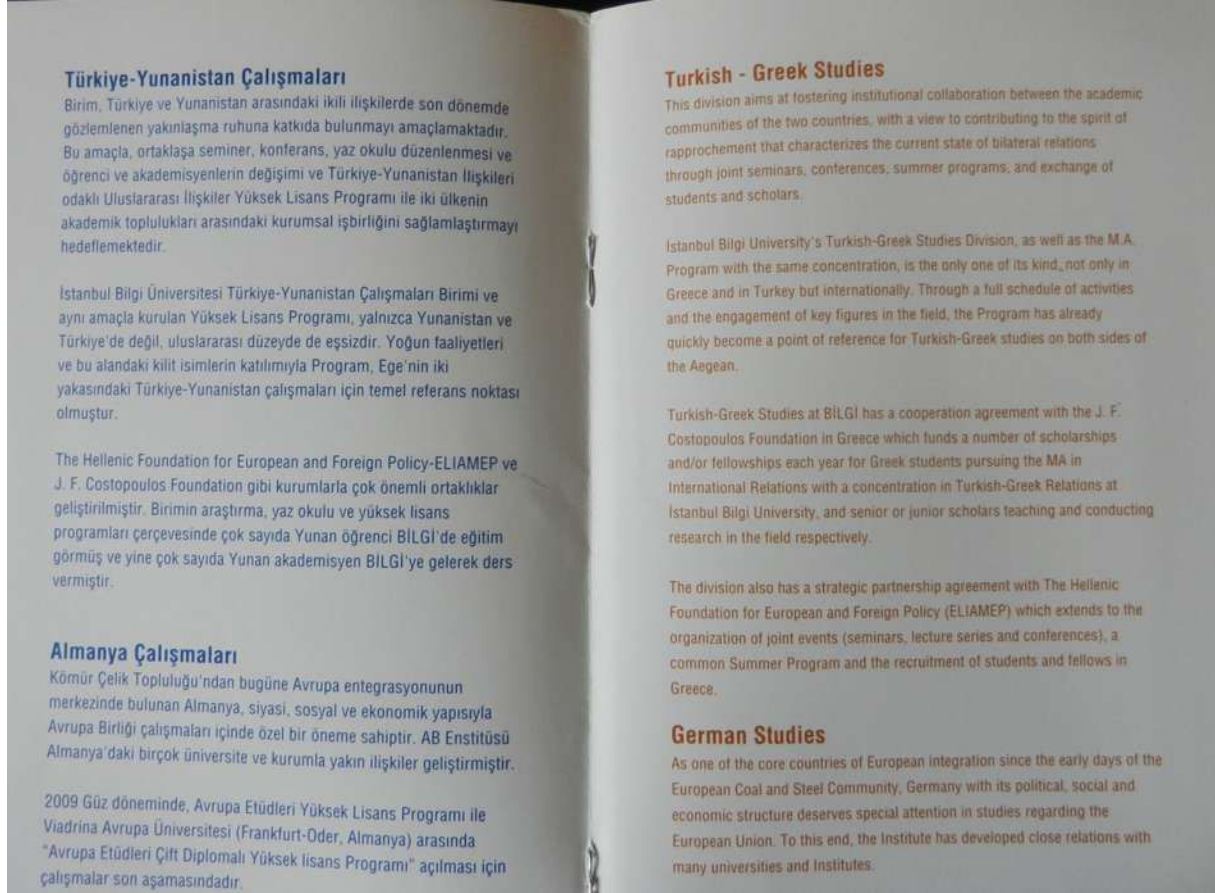 Türkiye-Yunanistan Çalışmaları
Birim, Türkiye ve Yunanistan arasındaki ikili ilişkilerde son dönemde
gözlemlenen yakınlaşma ruhuna katkıda bulunmayı amaçlamaktadır.
Bu amaçla, ortaklaşa seminer, konferans, yaz okulu düzenlenmesi ve
öğrenci ve akademisyenlerin değişimi ve Türkiye-Yunanistan İlişkileri
odaklı Uluslararası İlişkiler Yüksek Lisans Programı ile iki ülkenin
akademik toplulukları arasındaki kurumsal işbirliğini sağlamlaştırmayı
hedeflemektedir.
İstanbul Bilgi Üniversitesi Türkiye-Yunanistan Çalışmaları Birimi ve
aynı amaçla kurulan Yüksek Lisans Programı, yalnızca Yunanistan ve
Türkiye'de değil, uluslararası düzeyde de eşsizdir. Yoğun faaliyetleri
ve bu alandaki kilit isimlerin katılımıyla Program, Ege'nin iki
yakasındaki Türkiye-Yunanistan çalışmaları için temel referans noktası
olmuştur.
The Hellenic Foundation for European and Foreign Policy-ELIAMEP ve
J. F. Costopoulos Foundation gibi kurumlarla çok önemli ortaklıklar
geliştirilmiştir. Birimin araştırma, yaz okulu ve yüksek lisans
programları çerçevesinde çok sayıda Yunan öğrenci BİLGİ'de eğitim
görmüş ve yine çok sayıda Yunan akademisyen BİLGİ'ye gelerek ders
vermiştir.
Almanya Çalışmaları
Kömür Çelik Topluluğu'ndan bugüne Avrupa entegrasyonunun
merkezinde bulunan Almanya, siyasi, sosyal ve ekonomik yapısıyla
Avrupa Birliği çalışmaları içinde özel bir öneme sahiptir. AB Enstitüsü
Almanya'daki birçok üniversite ve kurumla yakın ilişkiler geliştirmiştir.
2009 Güz döneminde, Avrupa Etüdleri Yüksek Lisans Programı ile
Viadrina Avrupa Üniversitesi (Frankfurt-Oder, Almanya) arasında
"Avrupa Etüdleri Çift Diplomalı Yüksek lisans Programı" açılması için
çalışmalar son aşamasındadır.
Turkish - Greek Studies
This division aims at fostering institutional collaboration between the academic
communities of the two countries, with a view to contributing to the spirit of
rapprochement that characterizes the current state of bilateral relations
through joint seminars, conferences, summer programs, and exchange of
students and scholars.
İstanbul Bilgi University's Turkish-Greek Studies Division, as well as the M.A.
Program with the same concentration, is the only one of its kind, not only in
Greece and in Turkey but internationally. Through a full schedule of activities
and the engagement of key figures in the field, the Program has already
quickly become a point of reference for Turkish-Greek studies on both sides of
the Aegean.
Turkish-Greek Studies at BİLGİ has a cooperation agreement with the J. F.
Costopoulos Foundation in Greece which funds a number of scholarships
and/or fellowships each year for Greek students pursuing the MA in
International Relations with a concentration in Turkish-Greek Relations at
İstanbul Bilgi University, and senior or junior scholars teaching and conducting
research in the field respectively.
The division also has a strategic partnership agreement with The Hellenic
Foundation for European and Foreign Policy (ELIAMEP) which extends to the
organization of joint events (seminars, lecture series and conferences), a
common Summer Program and the recruitment of students and fellows in
Greece.
German Studies
As one of the core countries of European integration since the early days of the
European Coal and Steel Community, Germany with its political, social and
economic structure deserves special attention in studies regarding the
European Union. To this end, the Institute has developed close relations with
many universities and Institutes.